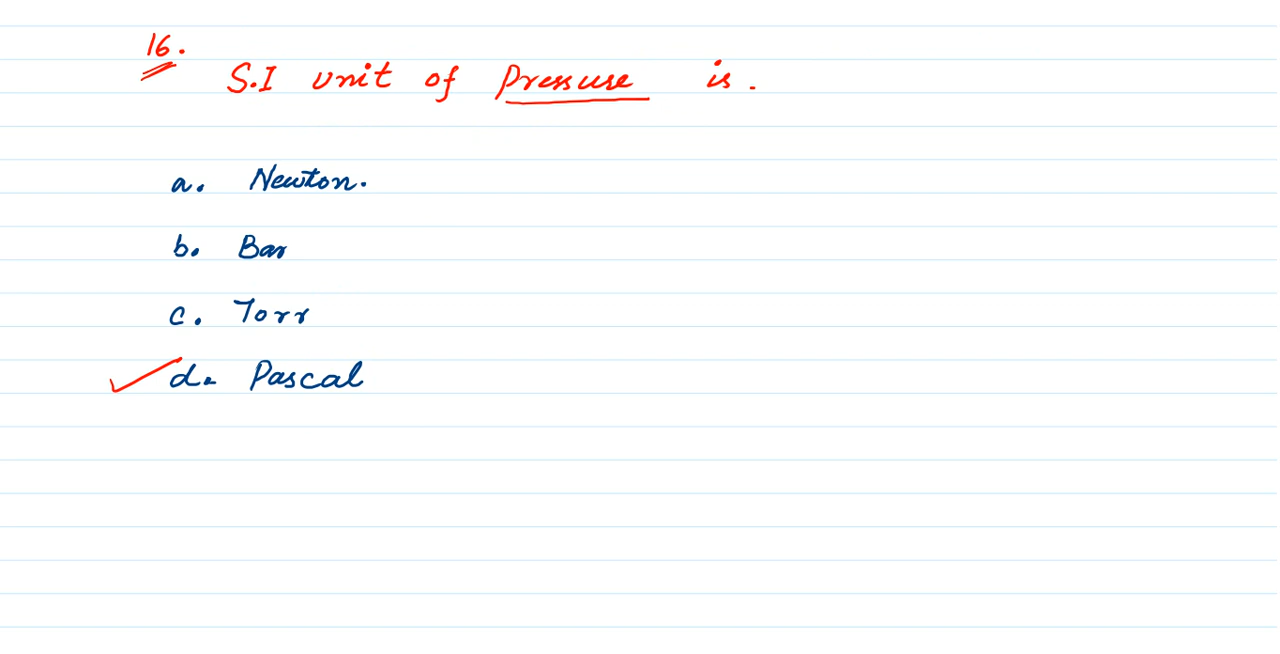 16.
S.I unit of Pressure is.
a. Newton.
b. Bar
c. Torr
d. Pascal